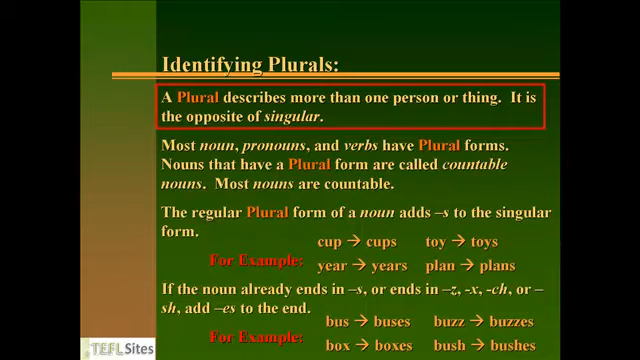 Identifying Plurals:
A Plural describes more than one person or thing. It is
the opposite of singular.
Most noun, pronouns, and verbs have Plural forms.
Nouns that have a Plural form are called countable
nouns. Most nouns are countable.
The regular Plural form of a noun adds –s to the singular
form.
For Example:
cup → cups toy → toys
year → years plan → plans
If the noun already ends in –s, or ends in –z, -x, -ch, or –
sh, add –es to the end.
For Example:
bus → buses buzz → buzzes
box → boxes bush → bushes
TEFL Sites